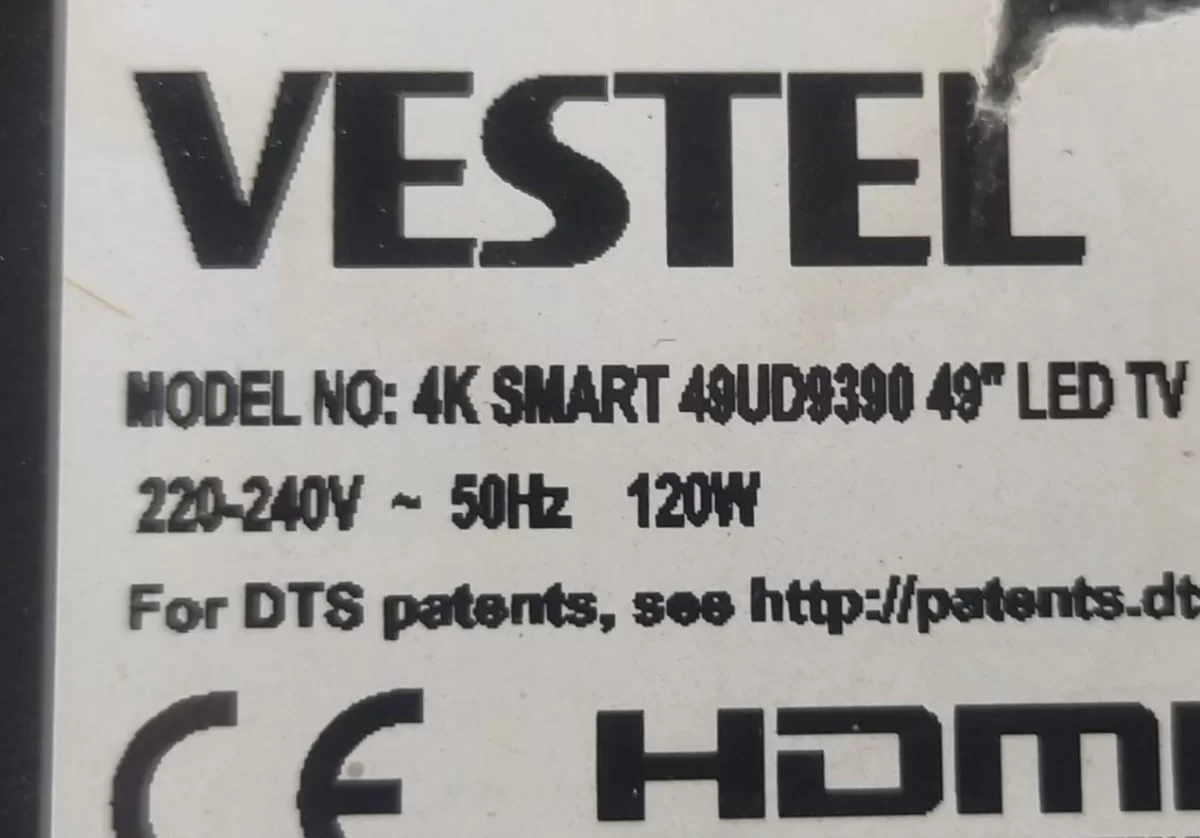 VESTEL
MODEL NO: 4K SMART 49UD9390 49" LED TV
220-240V ~ 50Hz 120W
For DTS patents, see http://patents.dts
CE HDMI